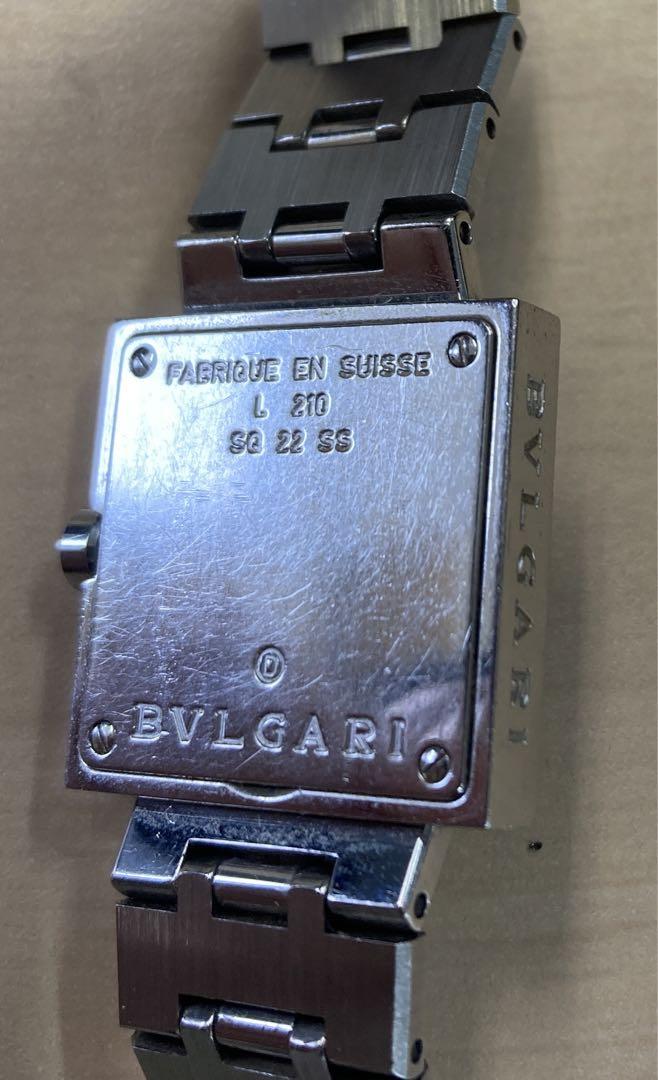 FABRIQUE EN SUISSE
L 210
SQ 22 SS
D
BVLGARI
BVLGARI